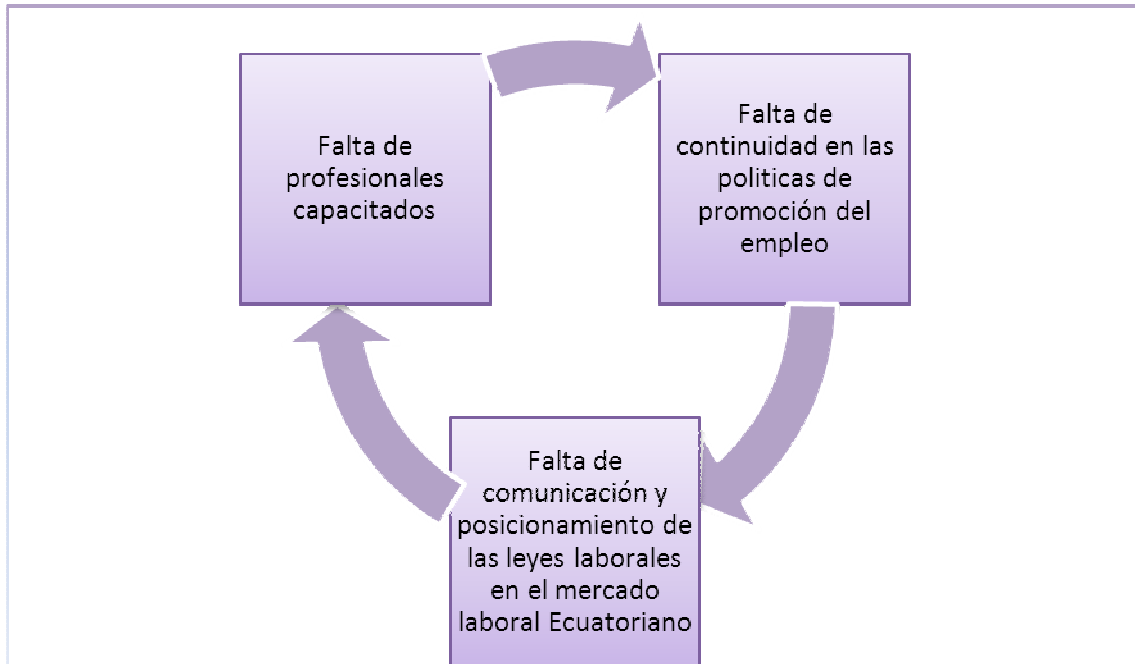 Falta de
profesionales
capacitados
Falta de
continuidad en las
politicas de
promoción del
empleo
Falta de
comunicación y
posicionamiento de
las leyes laborales
en el mercado
laboral Ecuatoriano